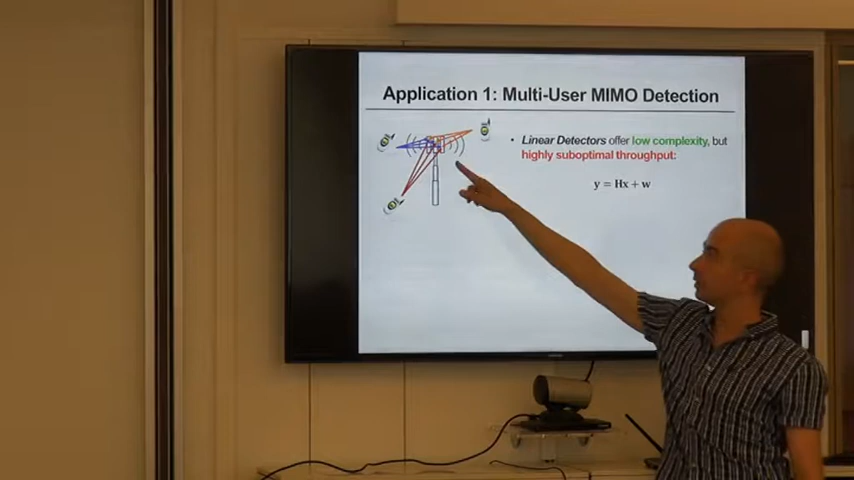 Application 1: Multi-User MIMO Detection
• Linear Detectors offer low complexity, but
highly suboptimal throughput:
y = Hx + w